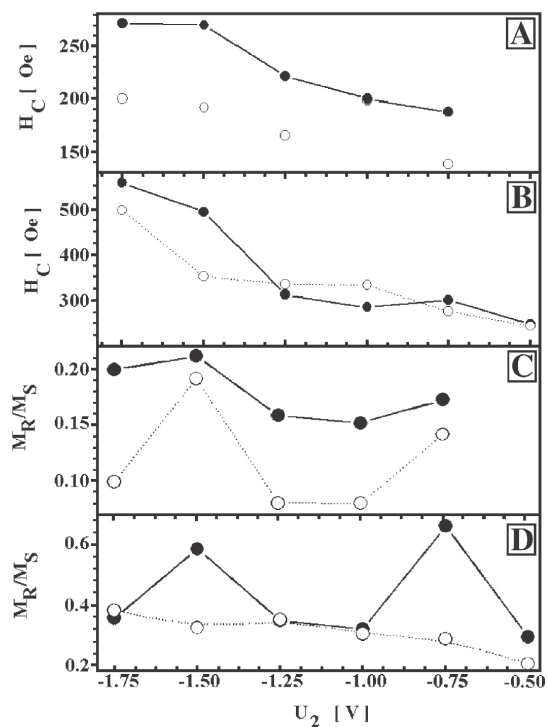 A
H_C [ Oe]
250
200
150
B
H_C [ Oe]
500
400
300
C
M_R/M_S
0.20
0.15
0.10
D
M_R/M_S
0.6
0.4
0.2
-1.75 -1.50 -1.25 -1.00 -0.75 -0.50
U_2 [ V]